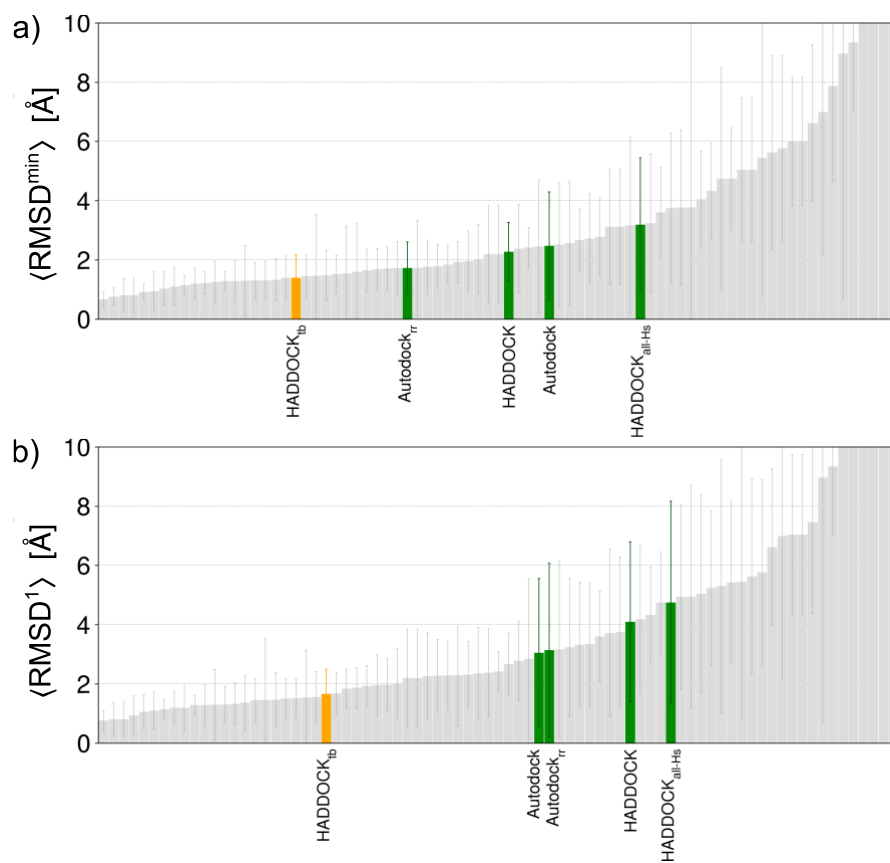 a)
⟨RMSD^min⟩ [Å]
10
8
6
4
2
0
HADDOCK_tb
Autodock_rr
HADDOCK
Autodock
HADDOCK_all-Hs
b)
⟨RMSD^1⟩ [Å]
10
8
6
4
2
0
HADDOCK_tb
Autodock
Autodock_rr
HADDOCK
HADDOCK_all-Hs